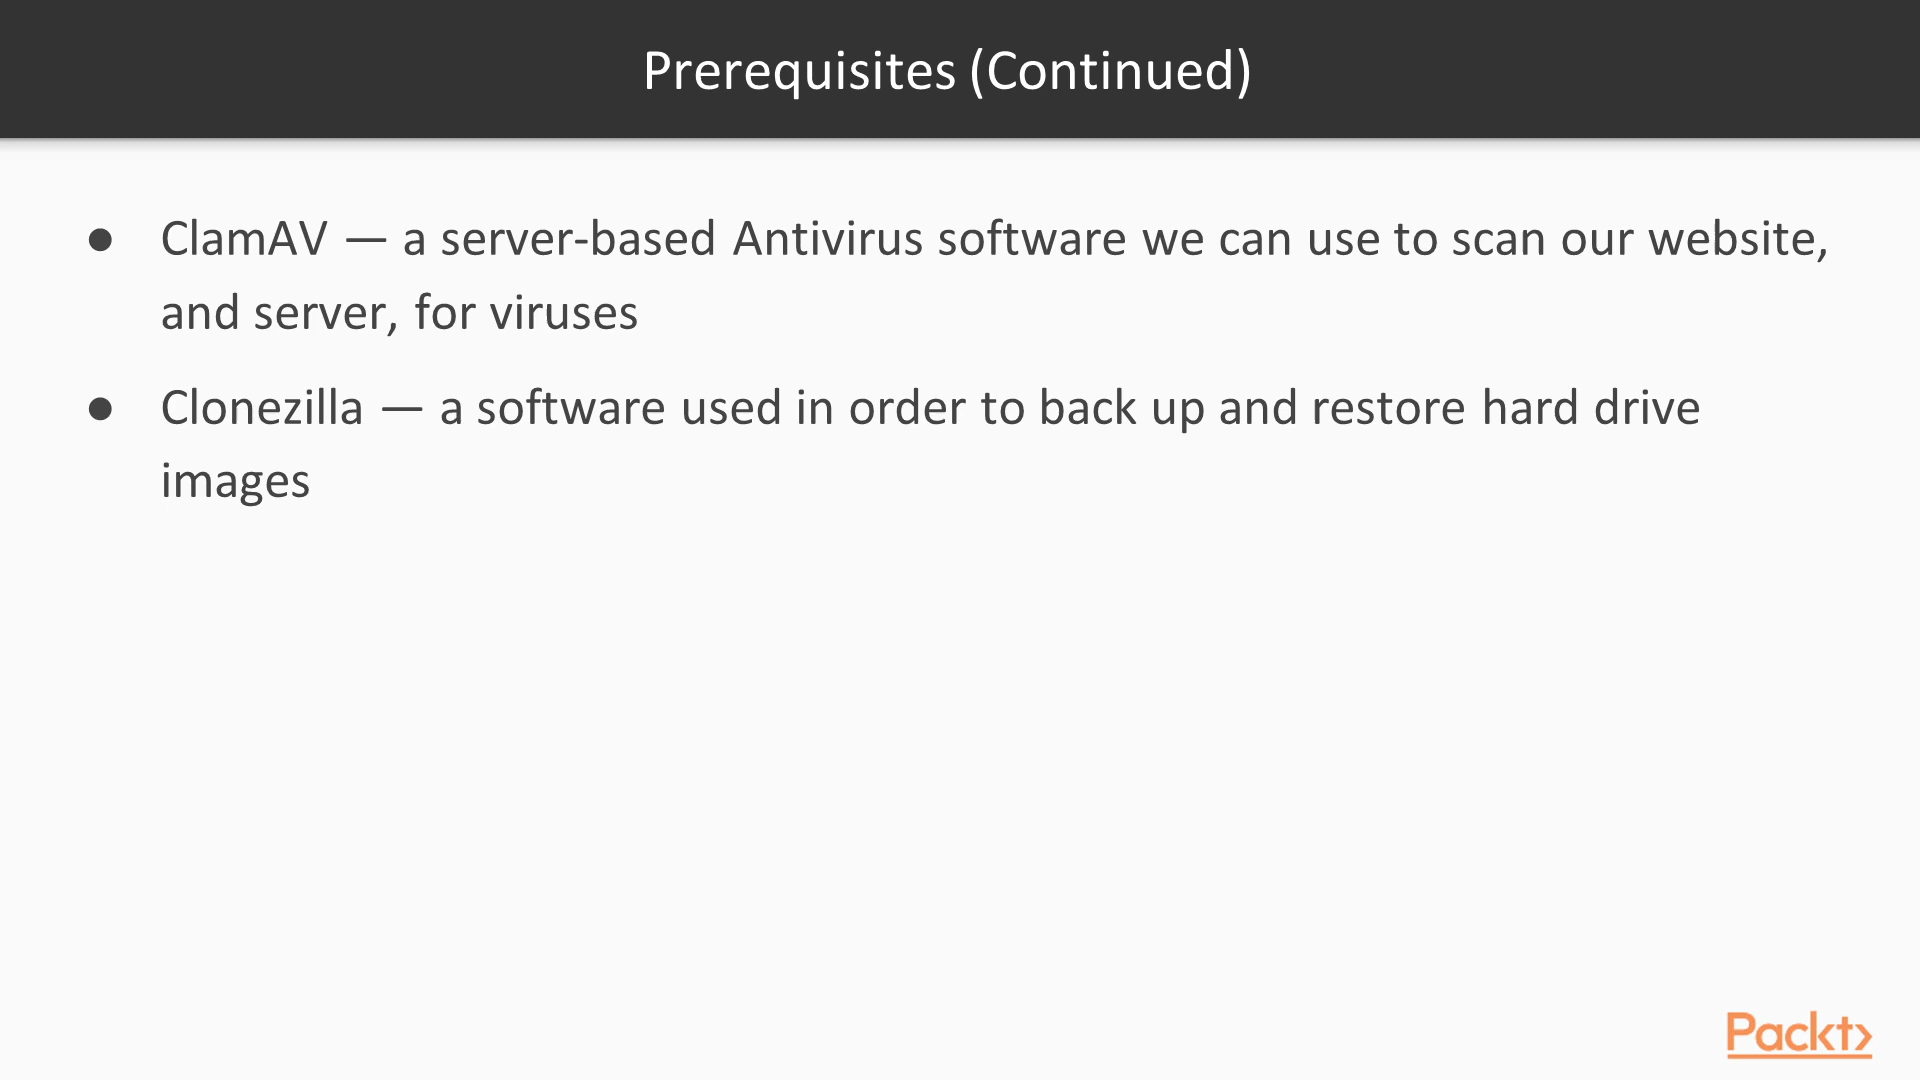 Prerequisites (Continued)
● ClamAV — a server-based Antivirus software we can use to scan our website,
and server, for viruses
● Clonezilla — a software used in order to back up and restore hard drive
images
Packt>